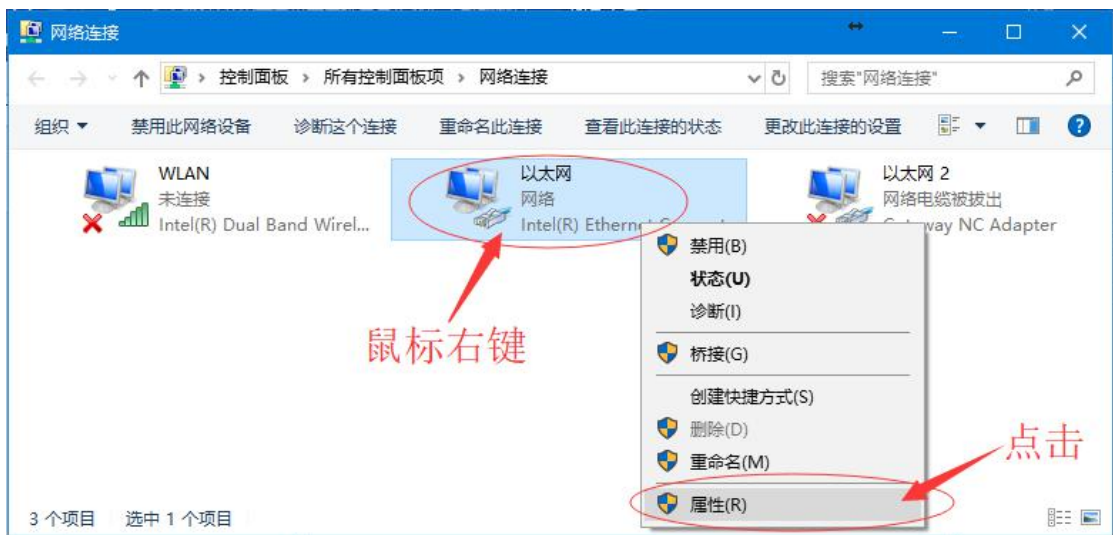 网络连接
控制面板 › 所有控制面板项 › 网络连接
搜索"网络连接"
组织 禁用此网络设备 诊断这个连接 重命名此连接 查看此连接的状态 更改此连接的设置
WLAN
未连接
Intel(R) Dual Band Wirel...
以太网
网络
Intel(R)
以太网 2
网络电缆被拔出
NC Adapter
禁用(B)
状态(U)
诊断(I)
桥接(G)
创建快捷方式(S)
删除(D)
重命名(M)
属性(R)
鼠标右键
点击
3 个项目 选中 1 个项目